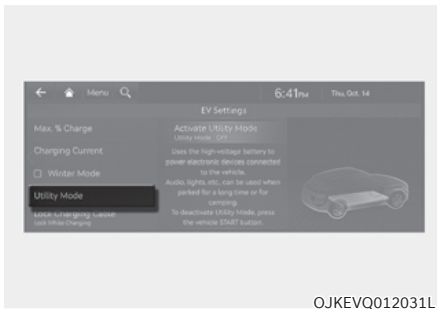 Menu
6:41PM
Thu, Oct. 14
EV Settings
Max. % Charge
Charging Current
Winter Mode
Utility Mode
Lock Charging Cable
Lock While Charging
Activate Utility Mode
Utility Mode : Off
Uses the high-voltage battery to
power electronic devices connected
to the vehicle.
Audio, lights, etc., can be used when
parked for a long time or for
camping.
To deactivate Utility Mode, press
the vehicle START button.
OJKEVQ012031L